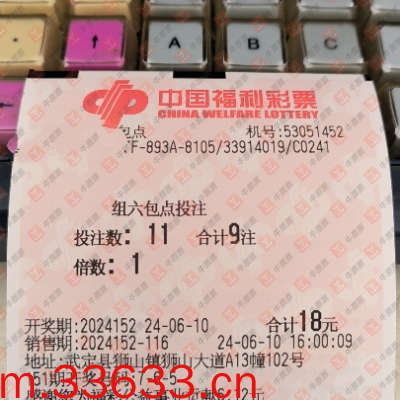 A B C
中国福利彩票
CHINA WELFARE LOTTERY
包点 机号:53051452
FF-893A-8105/33914019/C0241
组六包点投注
投注数: 11 合计9注
倍数: 1
开奖期:2024152 24-06-10 合计18元
销售期:2024152-116 24-06-10 16:00:09
地址:武定县狮山镇狮山大道A13幢102号
m.33633.cn